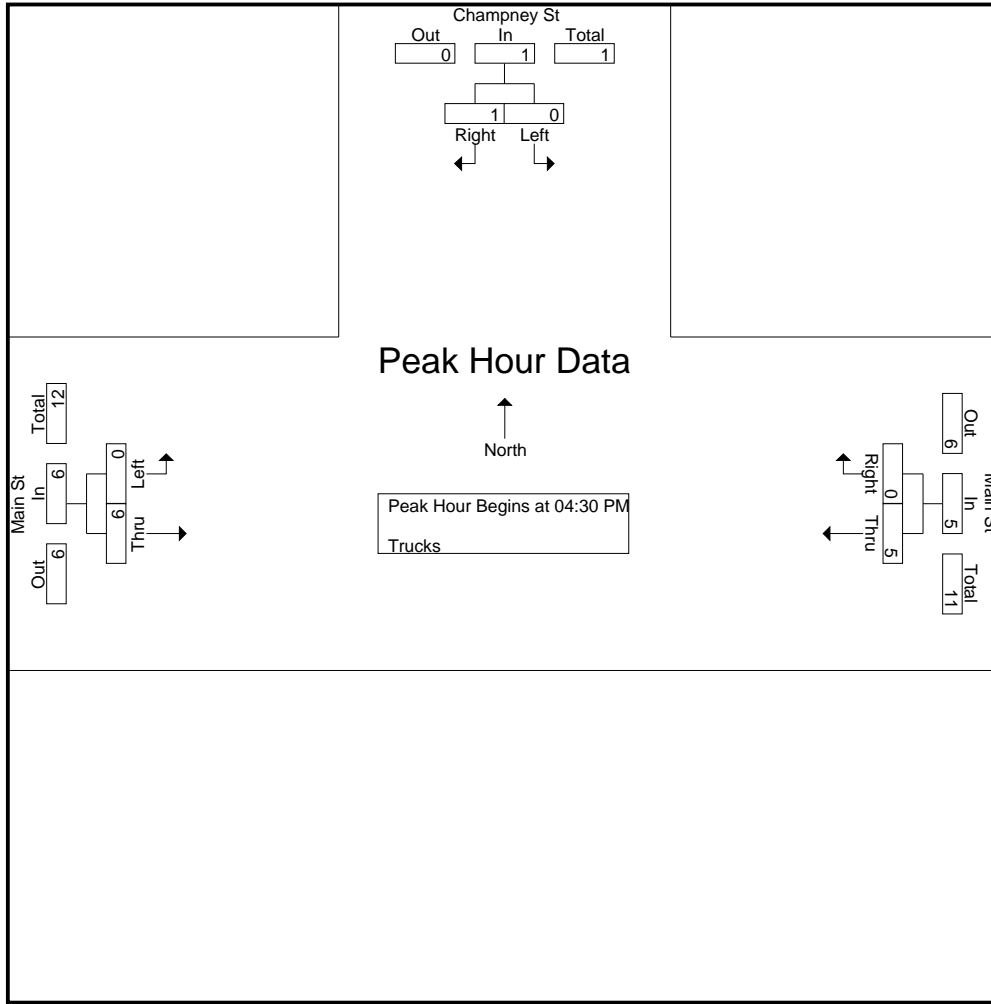 Champney St
Out In Total
0 1 1
1 0
Right Left
Peak Hour Data
North
Peak Hour Begins at 04:30 PM
Trucks
Main St
Out In Total
6 6 12
Left Thru
0 6
Main St
Out In Total
6 5 11
Right Thru
0 5